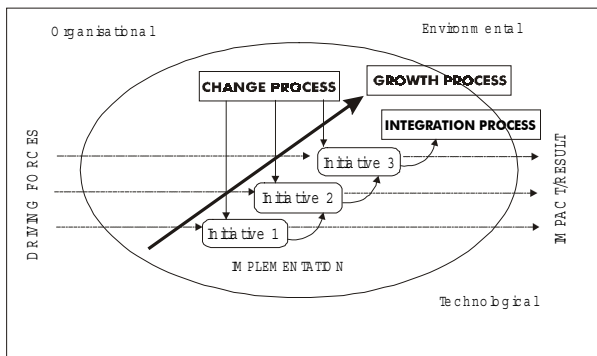 Organisational
Environmental
CHANGE PROCESS
GROWTH PROCESS
INTEGRATION PROCESS
DRIVING FORCES
Initiative 3
Initiative 2
Initiative 1
IMPACT/RESULT
IMPLEMENTATION
Technological